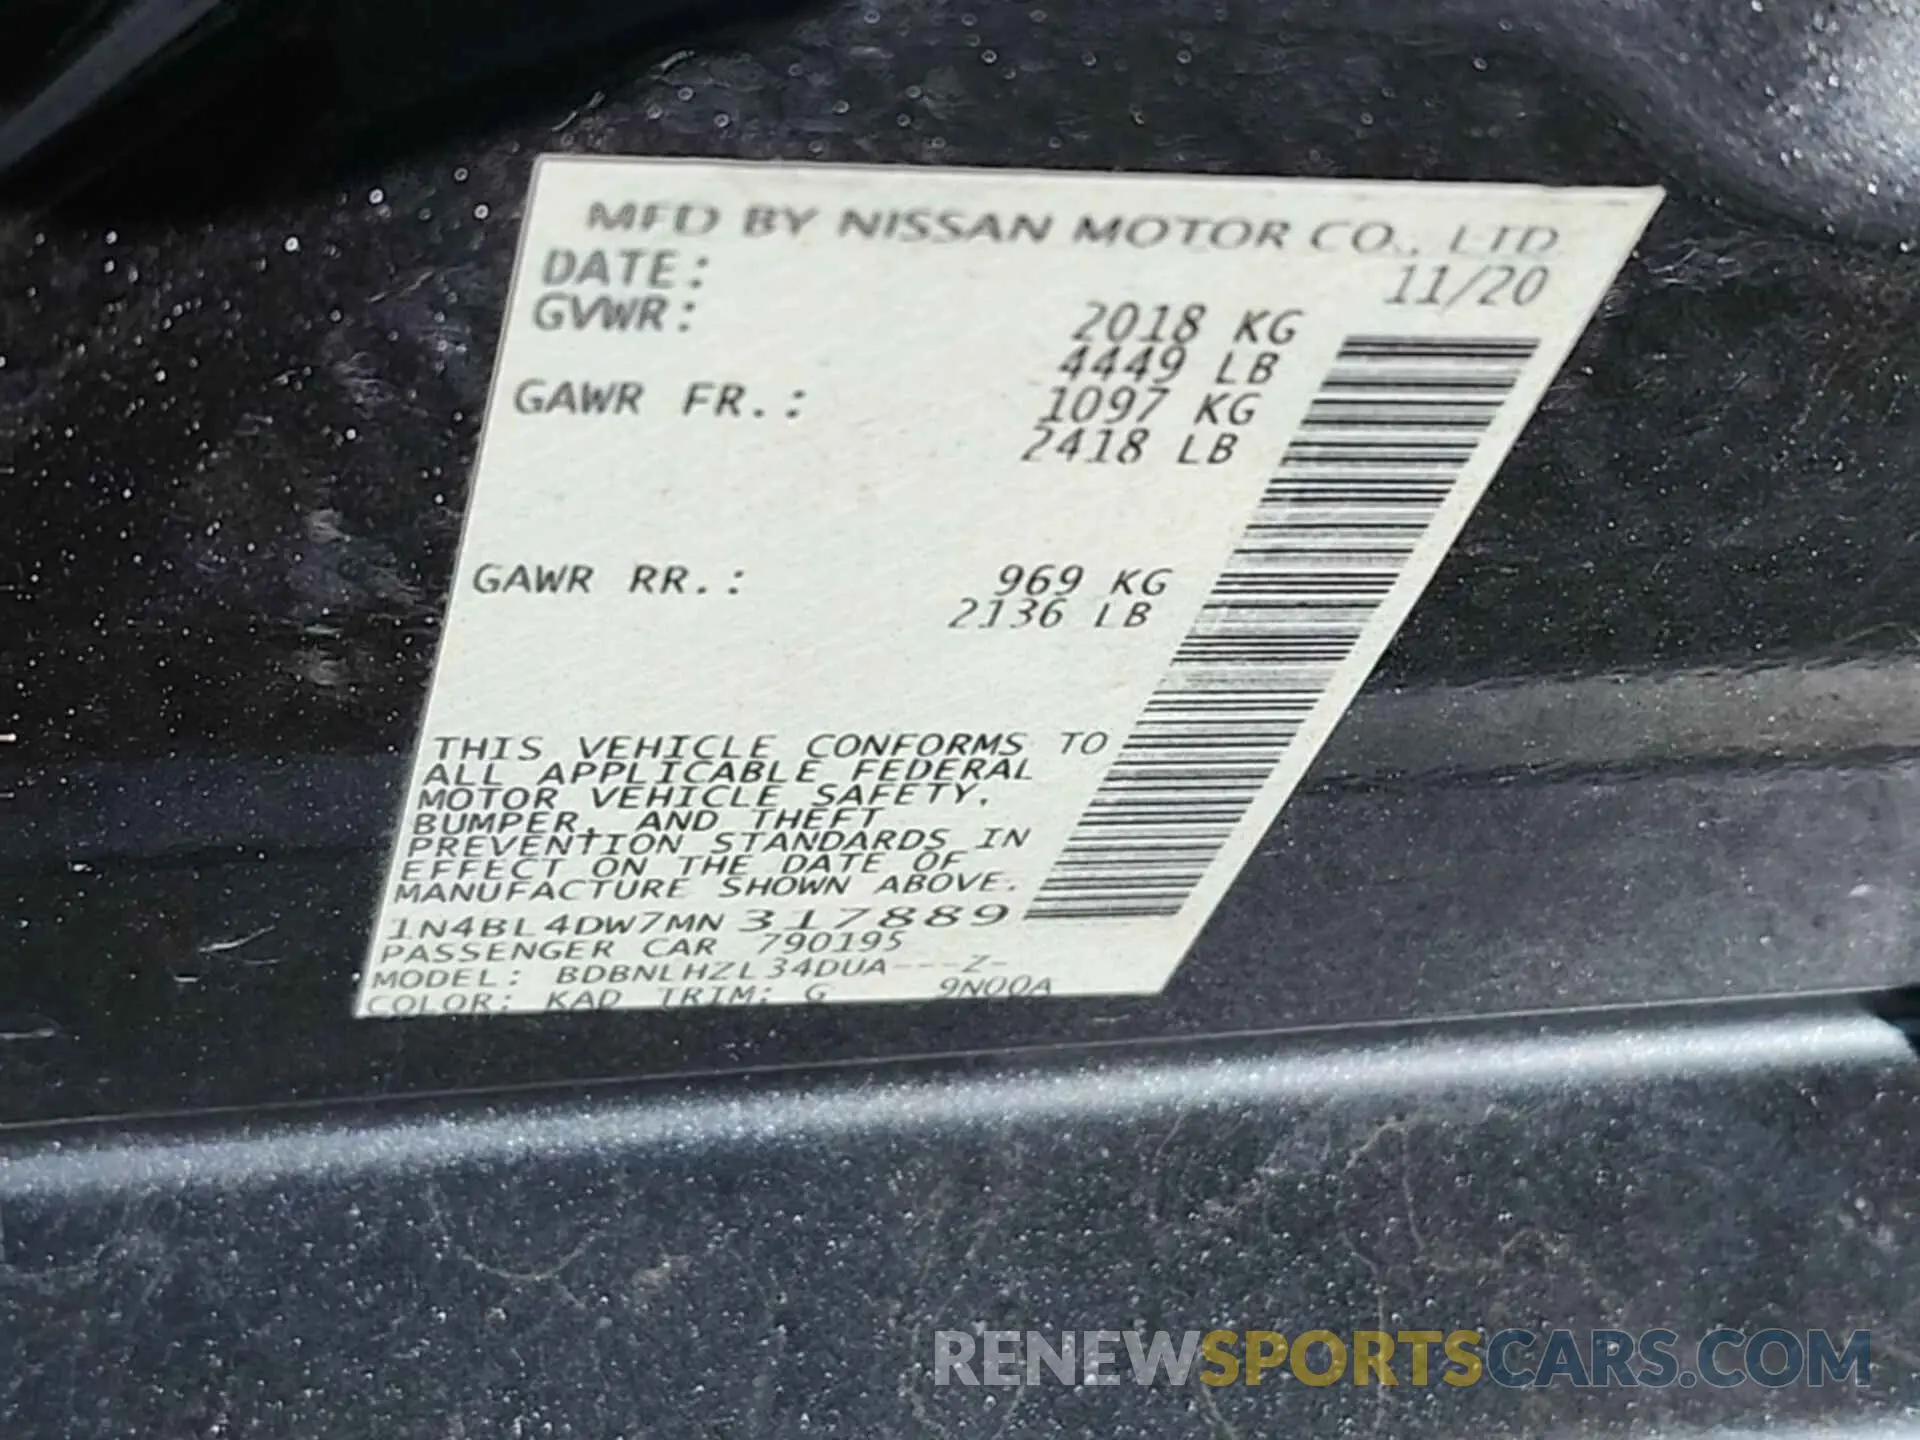 MFD BY NISSAN MOTOR CO., LTD
DATE: 11/20
GVWR: 2018 KG
4449 LB
GAWR FR.: 1097 KG
2418 LB
GAWR RR.: 969 KG
2136 LB
THIS VEHICLE CONFORMS TO
ALL APPLICABLE FEDERAL
MOTOR VEHICLE SAFETY,
BUMPER, AND THEFT
PREVENTION STANDARDS IN
EFFECT ON THE DATE OF
MANUFACTURE SHOWN ABOVE.
1N4BL4DW7MN317889
PASSENGER CAR 790195
MODEL: BDBNLHZL34DUA---Z-
COLOR: KAD TRIM: G 9N00A
RENEWSPORTSCARS.COM